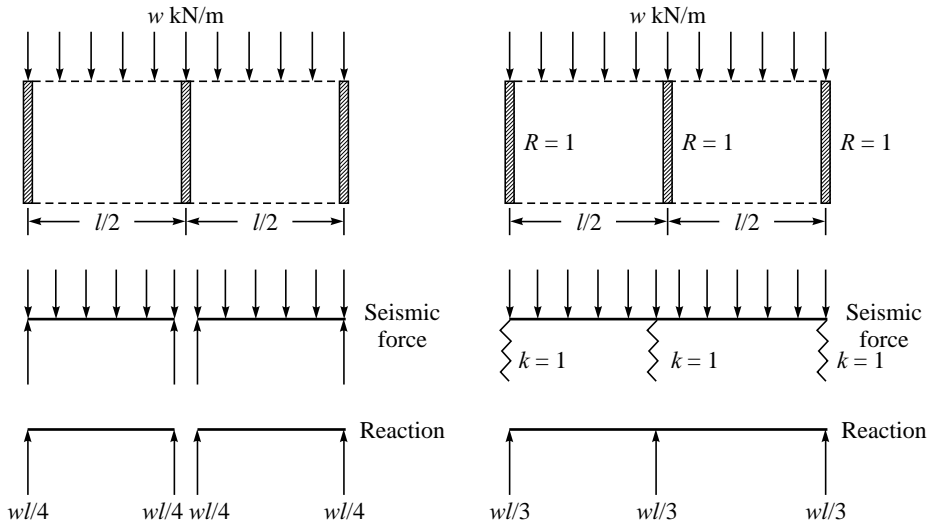 w kN/m
w kN/m
R = 1
R = 1
R = 1
l/2
l/2
l/2
l/2
Seismic
force
k = 1
k = 1
k = 1
Seismic
force
Reaction
Reaction
wl/4
wl/4
wl/4
wl/4
wl/3
wl/3
wl/3